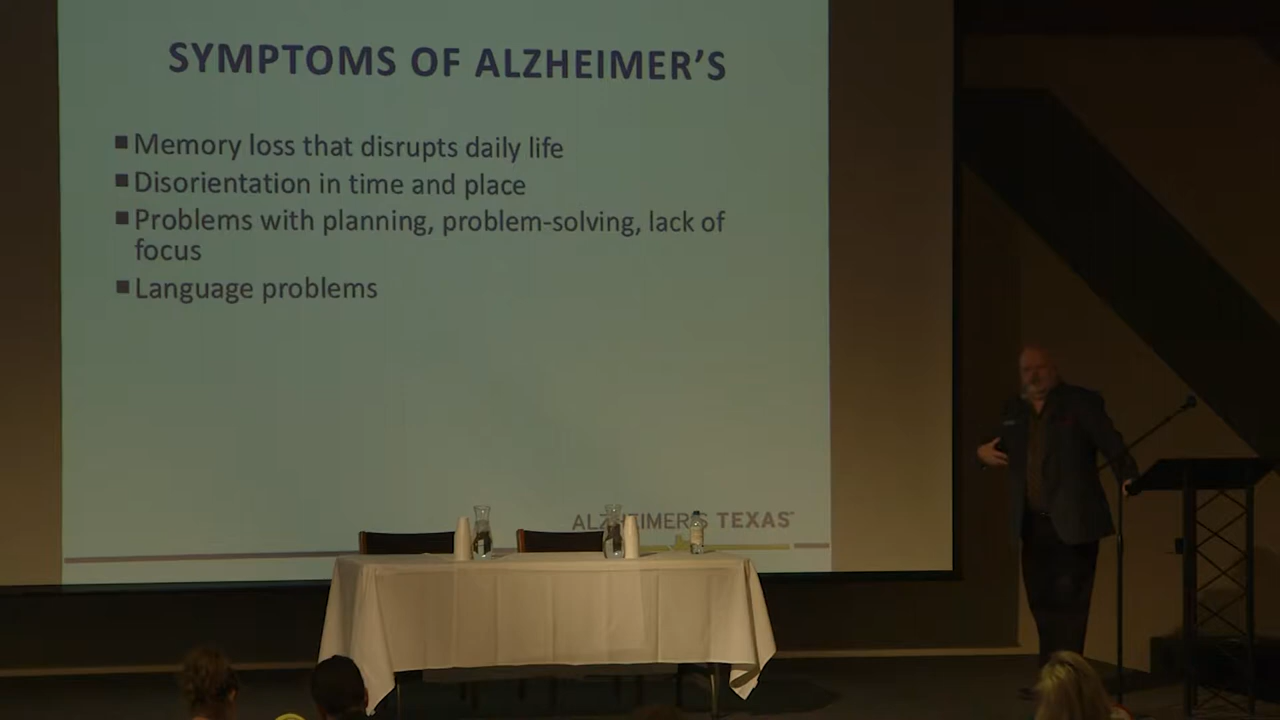 SYMPTOMS OF ALZHEIMER'S
Memory loss that disrupts daily life
Disorientation in time and place
Problems with planning, problem-solving, lack of
focus
Language problems
ALZHEIMER'S TEXAS